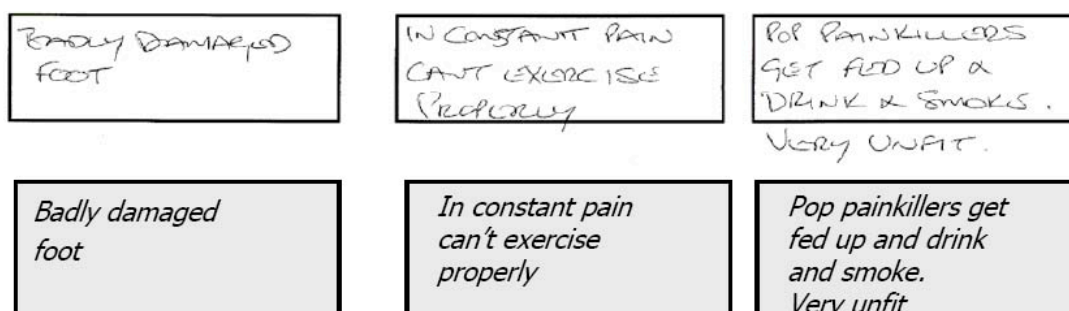 BADLY DAMAGED
FOOT
IN CONSTANT PAIN
CANT EXERCISE
PROPERLY
POP PAINKILLERS
GET FED UP &
DRINK & SMOKE.
VERY UNFIT.
Badly damaged
foot
In constant pain
can't exercise
properly
Pop painkillers get
fed up and drink
and smoke.
Very unfit